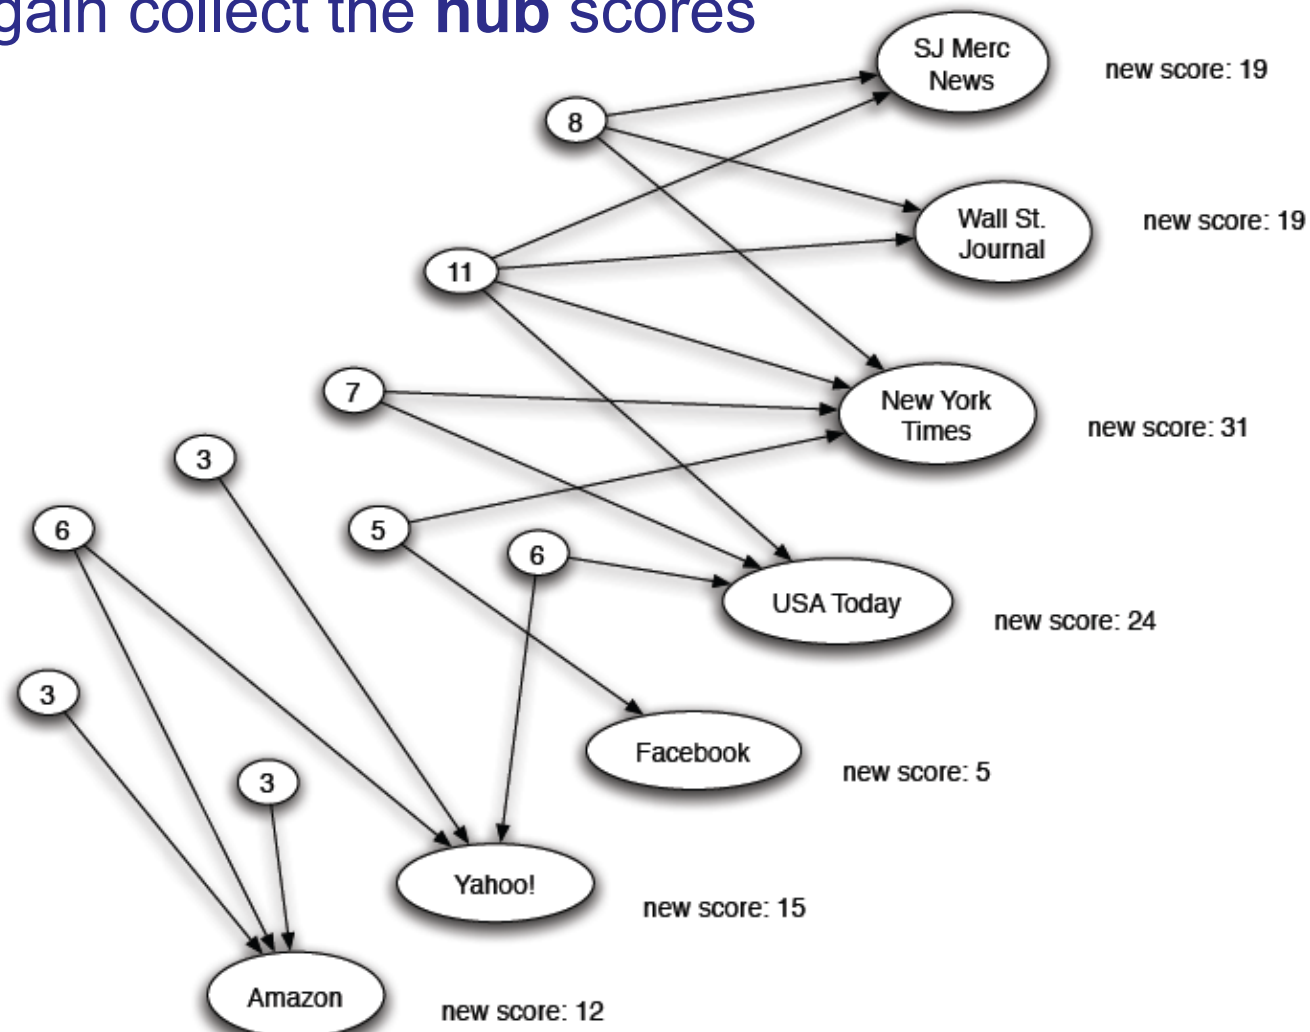 gain collect the hub scores
SJ Merc
News
new score: 19
8
Wall St.
Journal
new score: 19
11
7
New York
Times
new score: 31
3
6
5
6
USA Today
new score: 24
3
Facebook
new score: 5
3
Yahoo!
new score: 15
Amazon
new score: 12